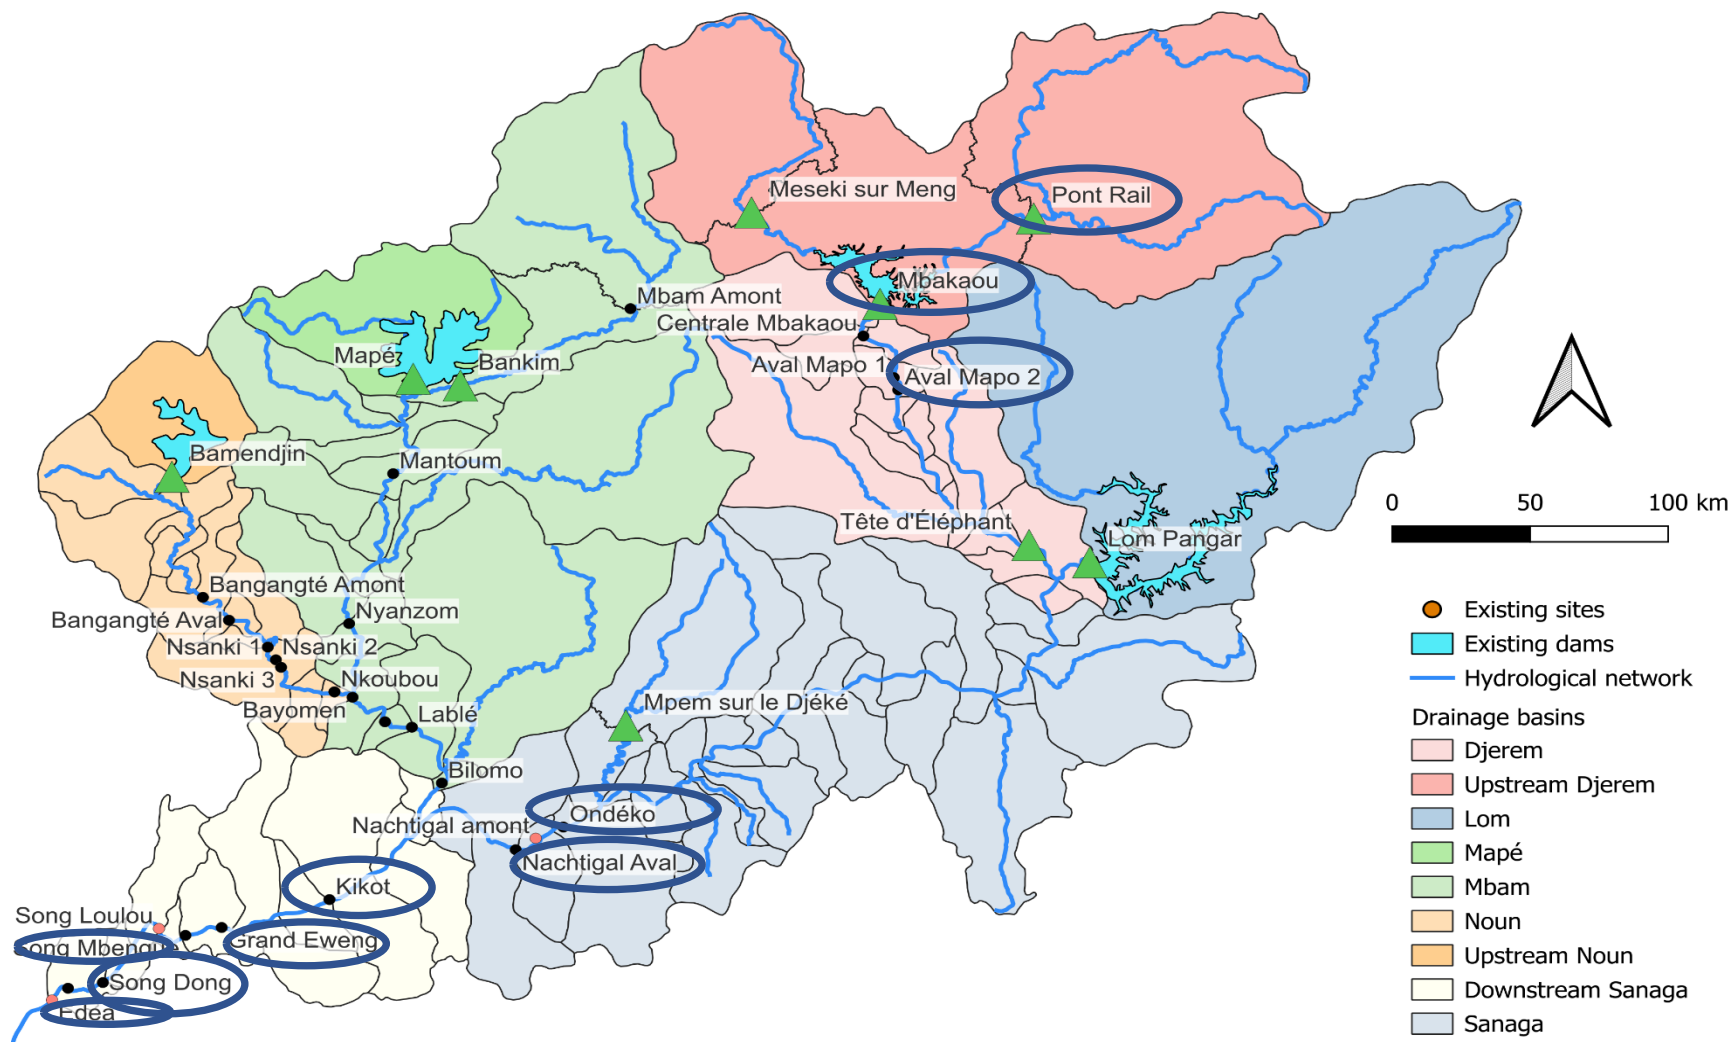 Meseki sur Meng
Pont Rail
Mbakaou
Mbam Amont
Centrale Mbakaou
Mapé
Bankim
Aval Mapo 1
Aval Mapo 2
Bamendjin
Mantoum
Tête d'Éléphant
Lom Pangar
0 50 100 km
Bangangté Amont
Bangangté Aval
Nyanzom
Nsanki 1
Nsanki 2
Nsanki 3
Nkoubou
Bayomen
Lablé
Mpem sur le Djéké
Bilomo
Ondéko
Nachtigal amont
Nachtigal Aval
Kikot
Song Loulou
Grand Eweng
Song Mbengue
Song Dong
Edéa
Existing sites
Existing dams
Hydrological network
Drainage basins
Djerem
Upstream Djerem
Lom
Mapé
Mbam
Noun
Upstream Noun
Downstream Sanaga
Sanaga